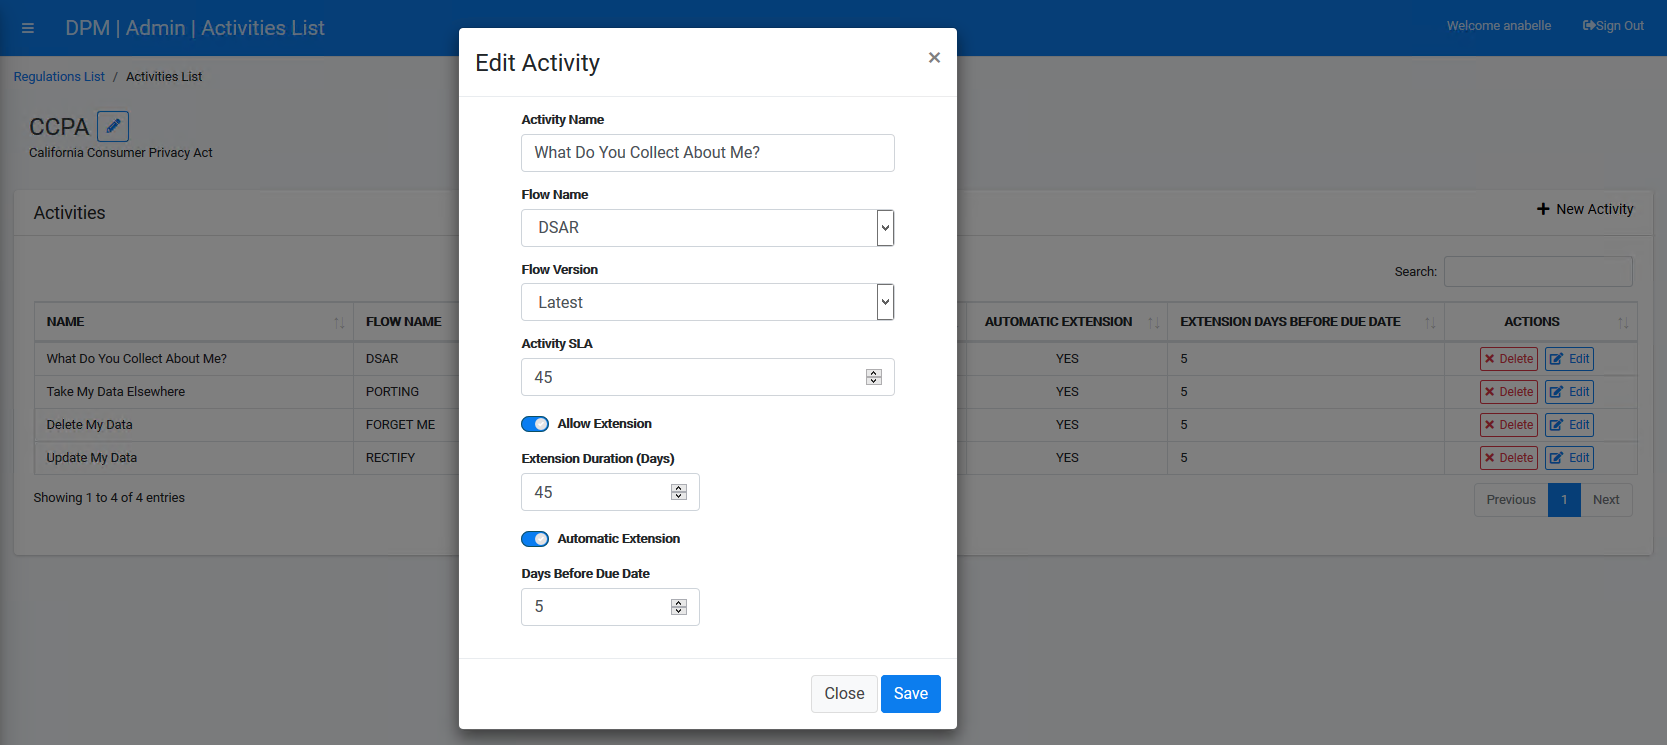 DPM | Admin | Activities List
Welcome anabelle
Sign Out
Regulations List / Activities List
CCPA
California Consumer Privacy Act
Activities
New Activity
Search:
NAME FLOW NAME AUTOMATIC EXTENSION EXTENSION DAYS BEFORE DUE DATE ACTIONS
What Do You Collect About Me? DSAR YES 5 Delete Edit
Take My Data Elsewhere PORTING YES 5 Delete Edit
Delete My Data FORGET ME YES 5 Delete Edit
Update My Data RECTIFY YES 5 Delete Edit
Showing 1 to 4 of 4 entries
Previous 1 Next
Edit Activity
×
Activity Name
What Do You Collect About Me?
Flow Name
DSAR
Flow Version
Latest
Activity SLA
45
Allow Extension
Extension Duration (Days)
45
Automatic Extension
Days Before Due Date
5
Close Save